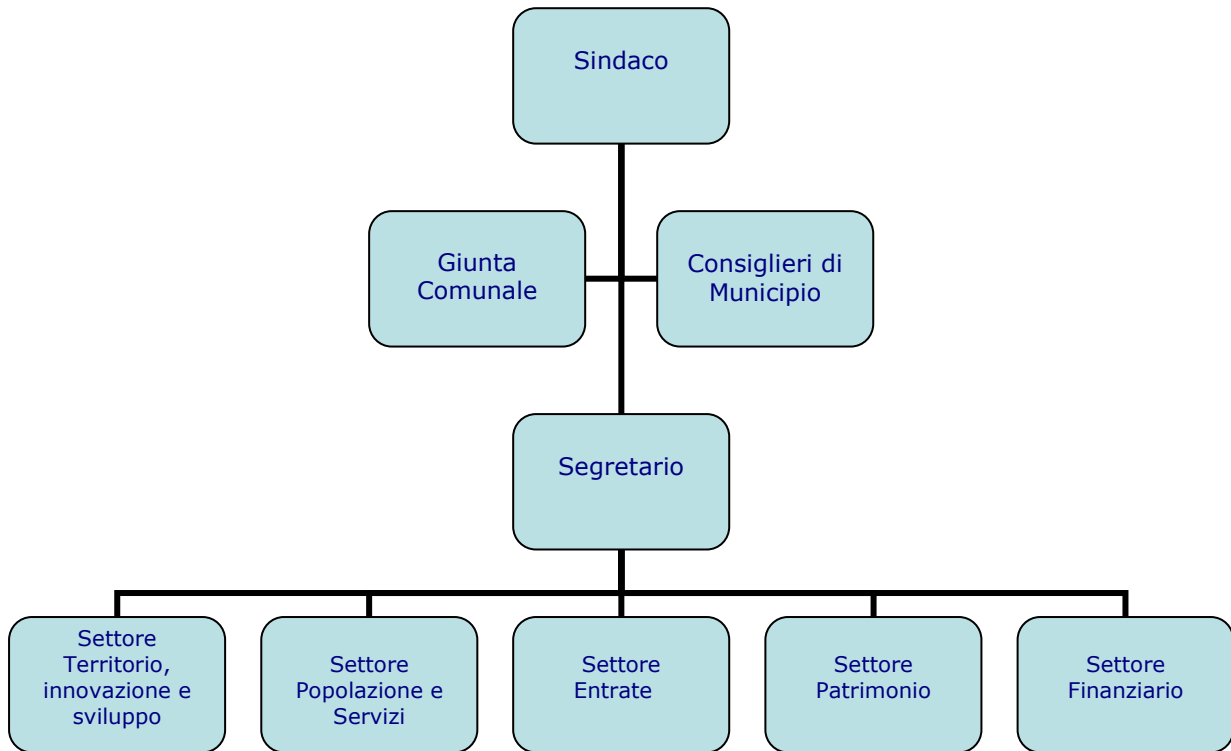 Sindaco
Giunta
Comunale
Consiglieri di
Municipio
Segretario
Settore
Territorio,
innovazione e
sviluppo
Settore
Popolazione e
Servizi
Settore
Entrate
Settore
Patrimonio
Settore
Finanziario